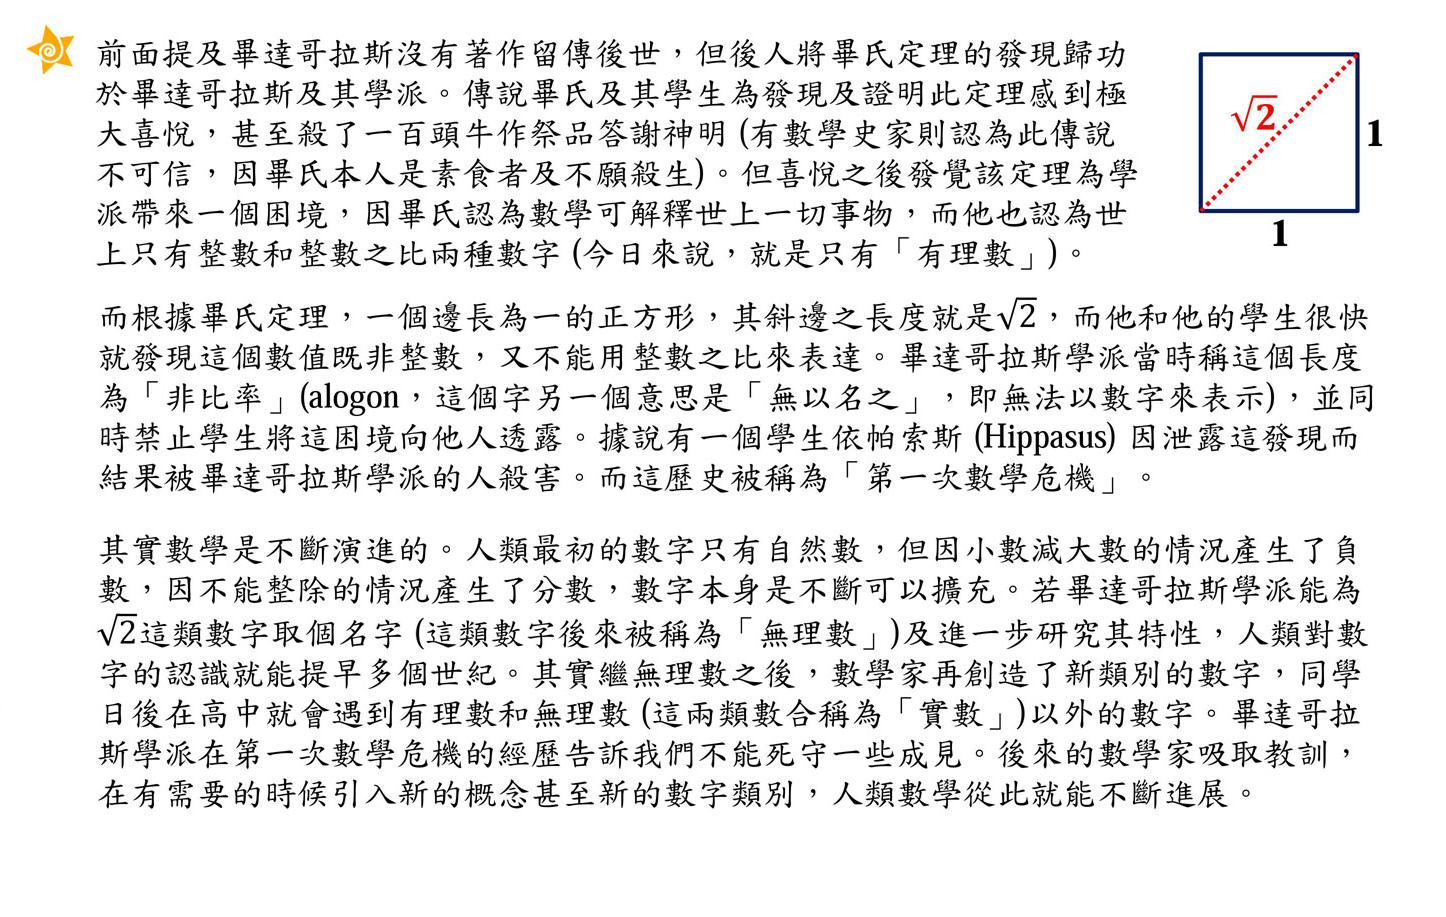 前面提及畢達哥拉斯沒有著作留傳後世，但後人將畢氏定理的發現歸功
於畢達哥拉斯及其學派。傳說畢氏及其學生為發現及證明此定理感到極
大喜悅，甚至殺了一百頭牛作祭品答謝神明 (有數學史家則認為此傳說
不可信，因畢氏本人是素食者及不願殺生)。但喜悅之後發覺該定理為學
派帶來一個困境，因畢氏認為數學可解釋世上一切事物，而他也認為世
上只有整數和整數之比兩種數字 (今日來說，就是只有「有理數」)。
√2
1
1
而根據畢氏定理，一個邊長為一的正方形，其斜邊之長度就是√2，而他和他的學生很快
就發現這個數值既非整數，又不能用整數之比來表達。畢達哥拉斯學派當時稱這個長度
為「非比率」(alogon，這個字另一個意思是「無以名之」，即無法以數字來表示)，並同
時禁止學生將這困境向他人透露。據說有一個學生依帕索斯 (Hippasus) 因泄露這發現而
結果被畢達哥拉斯學派的人殺害。而這歷史被稱為「第一次數學危機」。
其實數學是不斷演進的。人類最初的數字只有自然數，但因小數減大數的情況產生了負
數，因不能整除的情況產生了分數，數字本身是不斷可以擴充。若畢達哥拉斯學派能為
√2這類數字取個名字 (這類數字後來被稱為「無理數」)及進一步研究其特性，人類對數
字的認識就能提早多個世紀。其實繼無理數之後，數學家再創造了新類別的數字，同學
日後在高中就會遇到有理數和無理數 (這兩類數合稱為「實數」)以外的數字。畢達哥拉
斯學派在第一次數學危機的經歷告訴我們不能死守一些成見。後來的數學家吸取教訓，
在有需要的時候引入新的概念甚至新的數字類別，人類數學從此就能不斷進展。